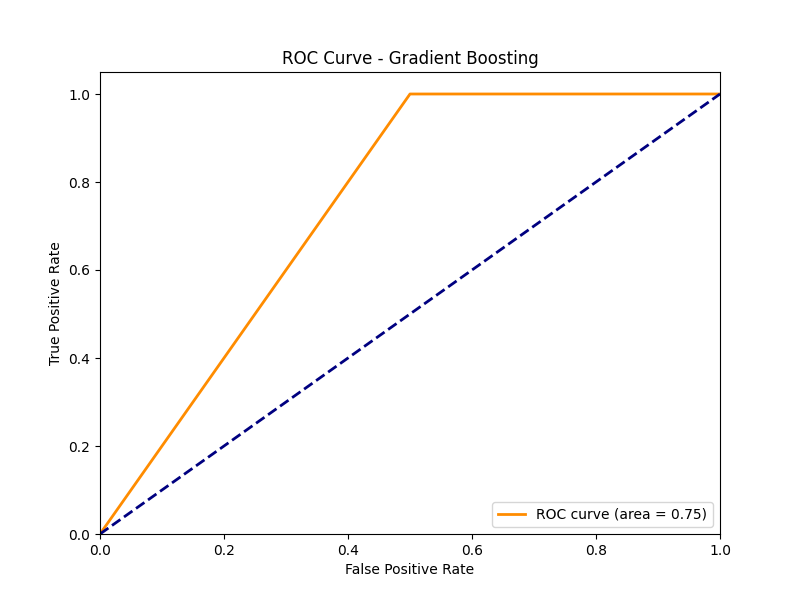 ROC Curve - Gradient Boosting
1.0
0.8
0.6
0.4
0.2
0.0
True Positive Rate
ROC curve (area = 0.75)
0.0 0.2 0.4 0.6 0.8 1.0
False Positive Rate